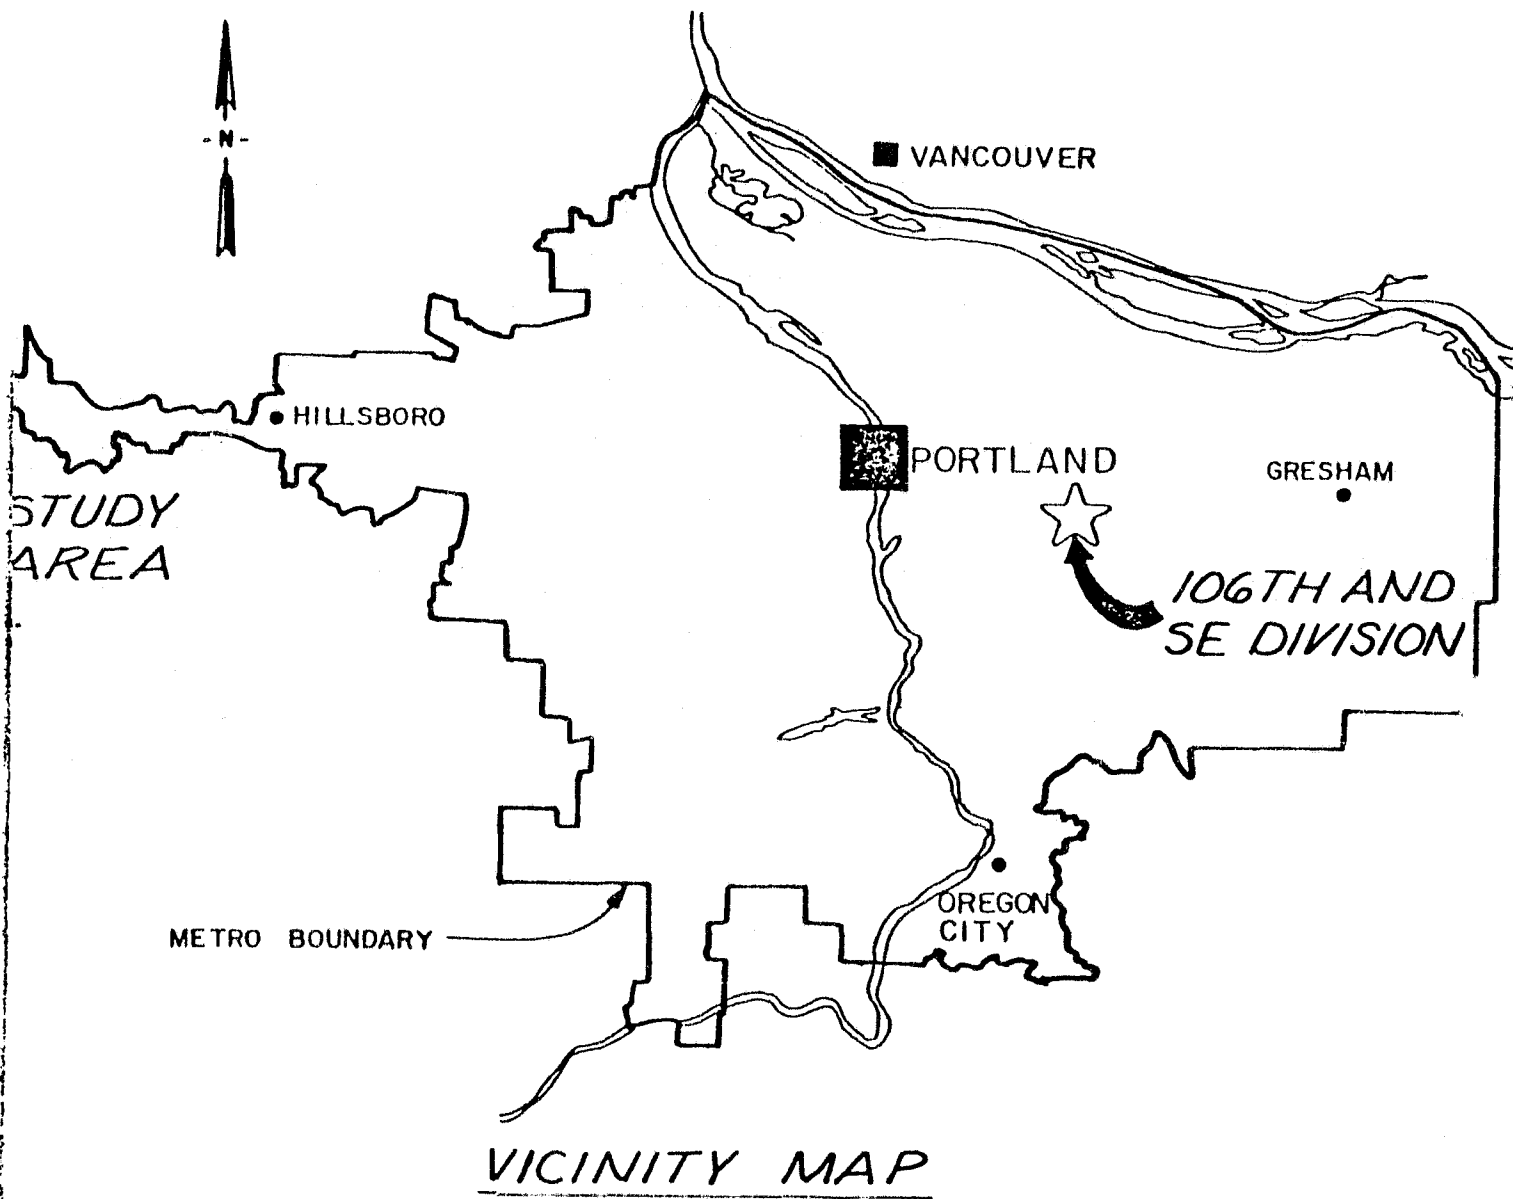 N
VANCOUVER
HILLSBORO
PORTLAND
GRESHAM
STUDY
AREA
106TH AND
SE DIVISION
OREGON
CITY
METRO BOUNDARY
VICINITY MAP